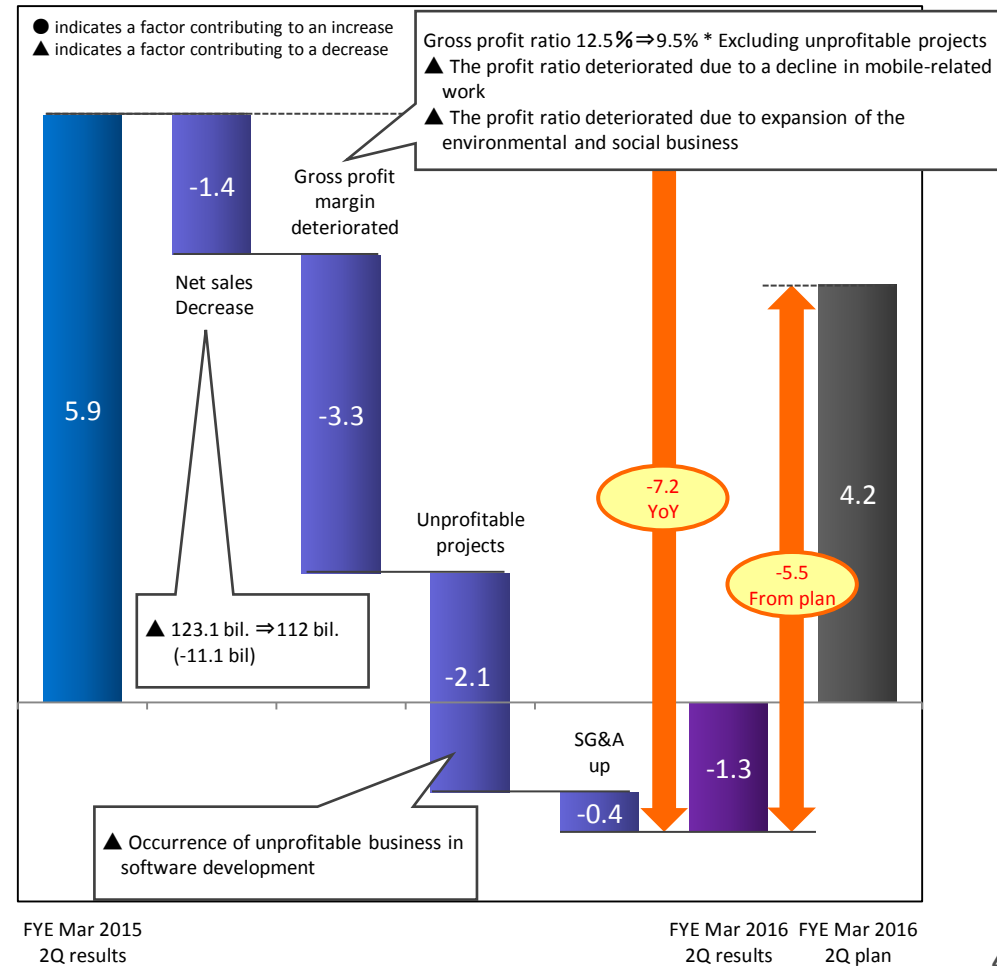 ● indicates a factor contributing to an increase
▲ indicates a factor contributing to a decrease
Gross profit ratio 12.5%⇒9.5% * Excluding unprofitable projects
▲ The profit ratio deteriorated due to a decline in mobile-related
work
▲ The profit ratio deteriorated due to expansion of the
environmental and social business
-1.4
Gross profit
margin
deteriorated
Net sales
Decrease
5.9
-3.3
-7.2
YoY
4.2
Unprofitable
projects
-5.5
From plan
▲ 123.1 bil. ⇒112 bil.
(-11.1 bil)
-2.1
SG&A
up
-1.3
-0.4
▲ Occurrence of unprofitable business in
software development
FYE Mar 2015
2Q results
FYE Mar 2016
2Q results
FYE Mar 2016
2Q plan